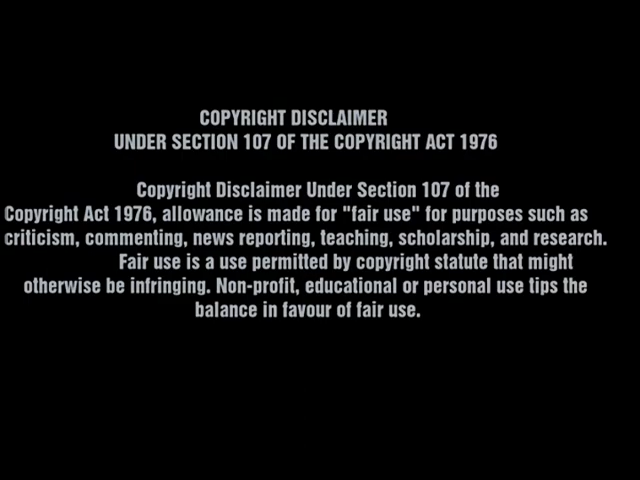 COPYRIGHT DISCLAIMER
UNDER SECTION 107 OF THE COPYRIGHT ACT 1976
Copyright Disclaimer Under Section 107 of the
Copyright Act 1976, allowance is made for "fair use" for purposes such as
criticism, commenting, news reporting, teaching, scholarship, and research.
Fair use is a use permitted by copyright statute that might
otherwise be infringing. Non-profit, educational or personal use tips the
balance in favour of fair use.